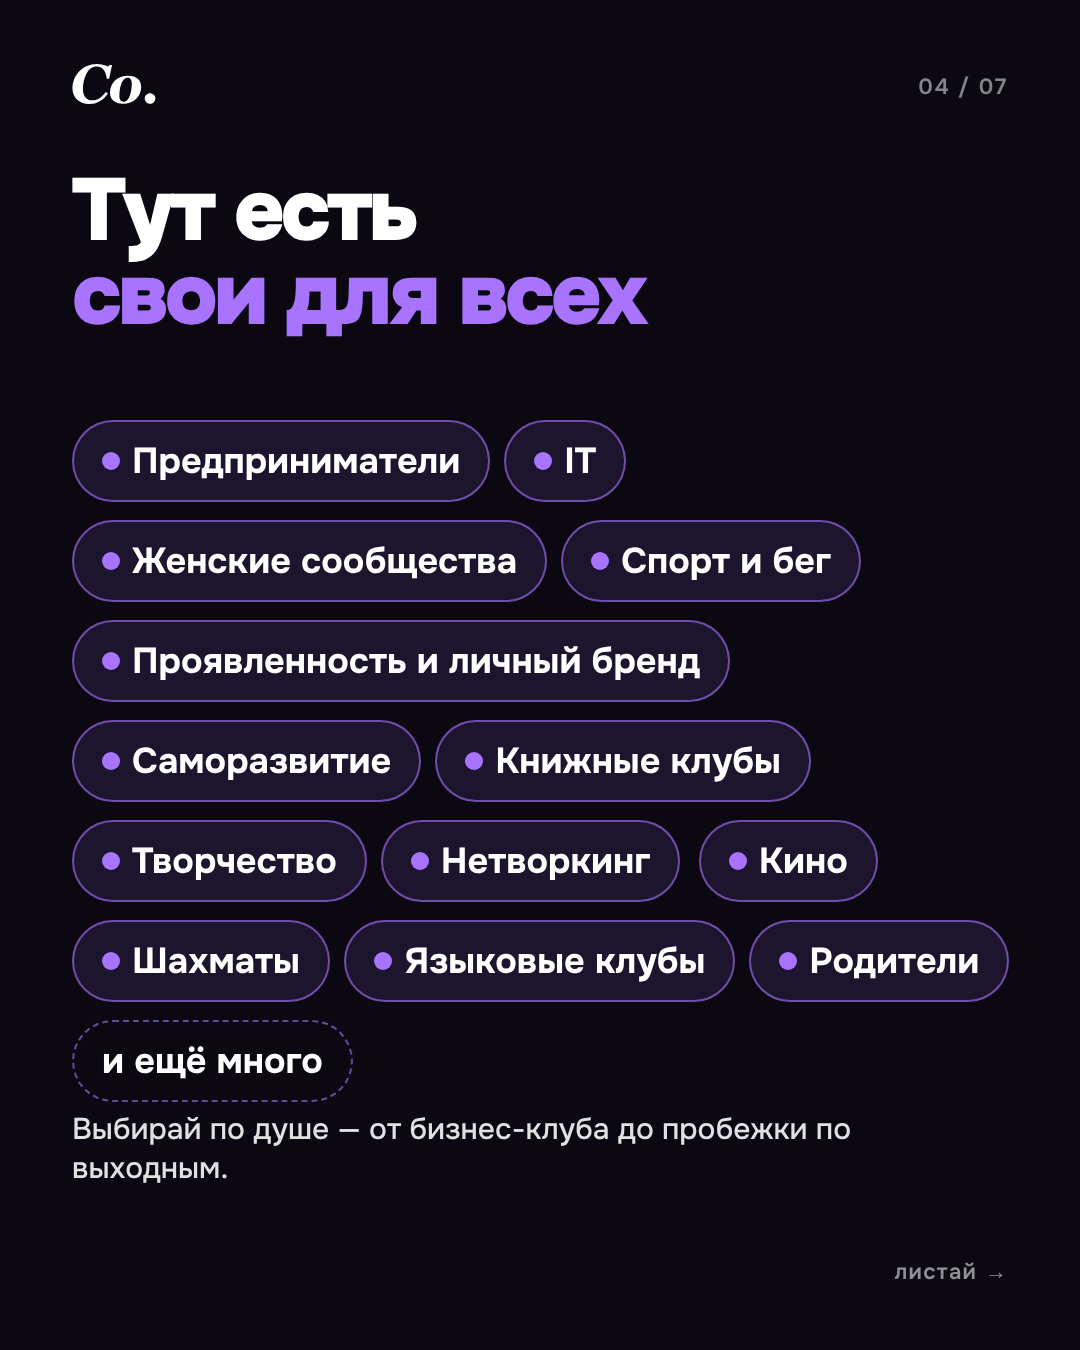 Co.
04 / 07
Тут есть
свои для всех
Предприниматели
IT
Женские сообщества
Спорт и бег
Проявленность и личный бренд
Саморазвитие
Книжные клубы
Творчество
Нетворкинг
Кино
Шахматы
Языковые клубы
Родители
и ещё много
Выбирай по душе — от бизнес-клуба до пробежки по
выходным.
листай →